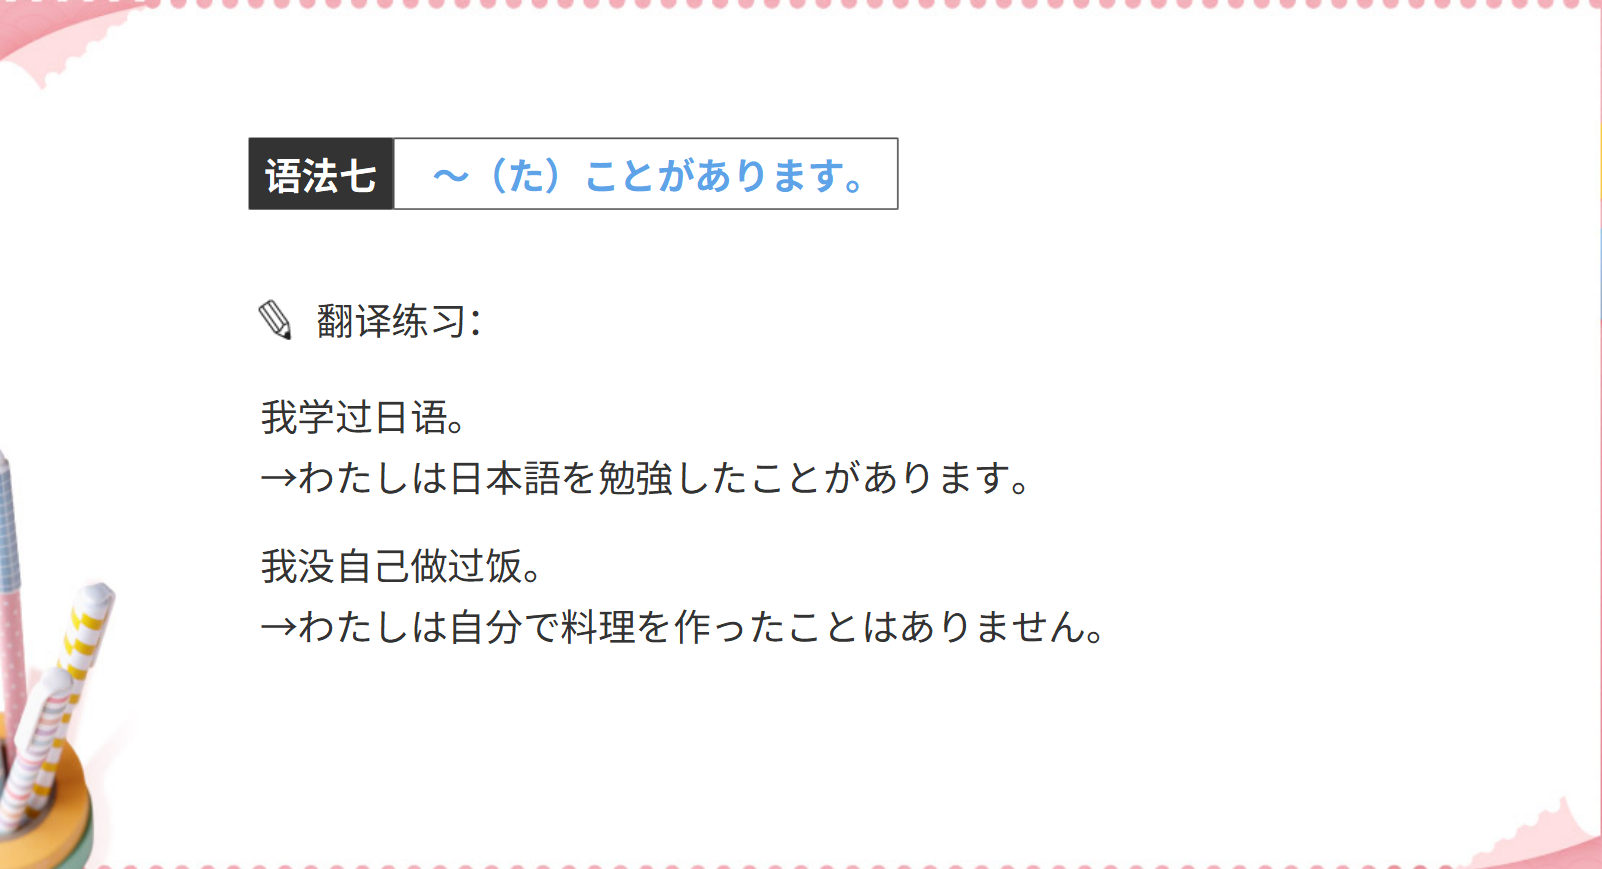 语法七 ～（た）ことがあります。
翻译练习：
我学过日语。
→わたしは日本語を勉強したことがあります。
我没自己做过饭。
→わたしは自分で料理を作ったことはありません。